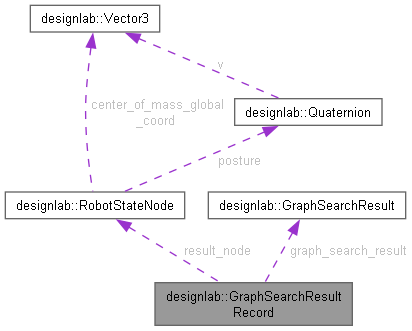 designlab::Vector3
v
center_of_mass_global
_coord
designlab::Quaternion
posture
designlab::RobotStateNode
designlab::GraphSearchResult
result_node
graph_search_result
designlab::GraphSearchResult
Record